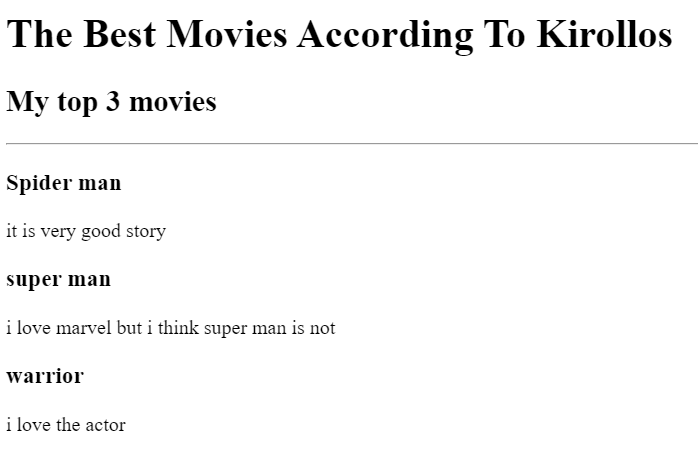 The Best Movies According To Kirollos
My top 3 movies
Spider man
it is very good story
super man
i love marvel but i think super man is not
warrior
i love the actor